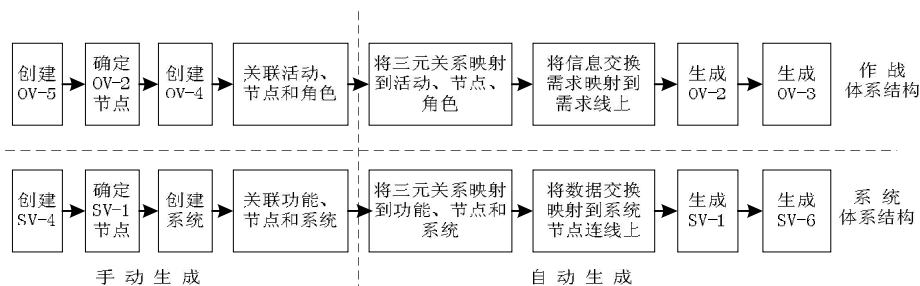 创建
OV-5
确定
OV-2
节点
创建
OV-4
关联活动、
节点和角色
将三元关系映射
到活动、节点、
角色
将信息交换
需求映射到
需求线上
生成
OV-2
生成
OV-3
作 战
体系结构
创建
SV-4
确定
SV-1
节点
创建
系统
关联功能、
节点和系统
将三元关系映射
到功能、节点和
系统
将数据交换
映射到系统
节点连线上
生成
SV-1
生成
SV-6
系 统
体系结构
手 动 生 成
自 动 生 成